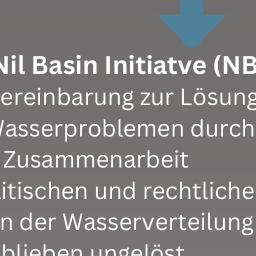 Nil Basin Initiatve (NB
ereinbarung zur Lösung
Wasserproblemen durch
Zusammenarbeit
itischen und rechtliche
n der Wasserverteilung
blieben ungelöst